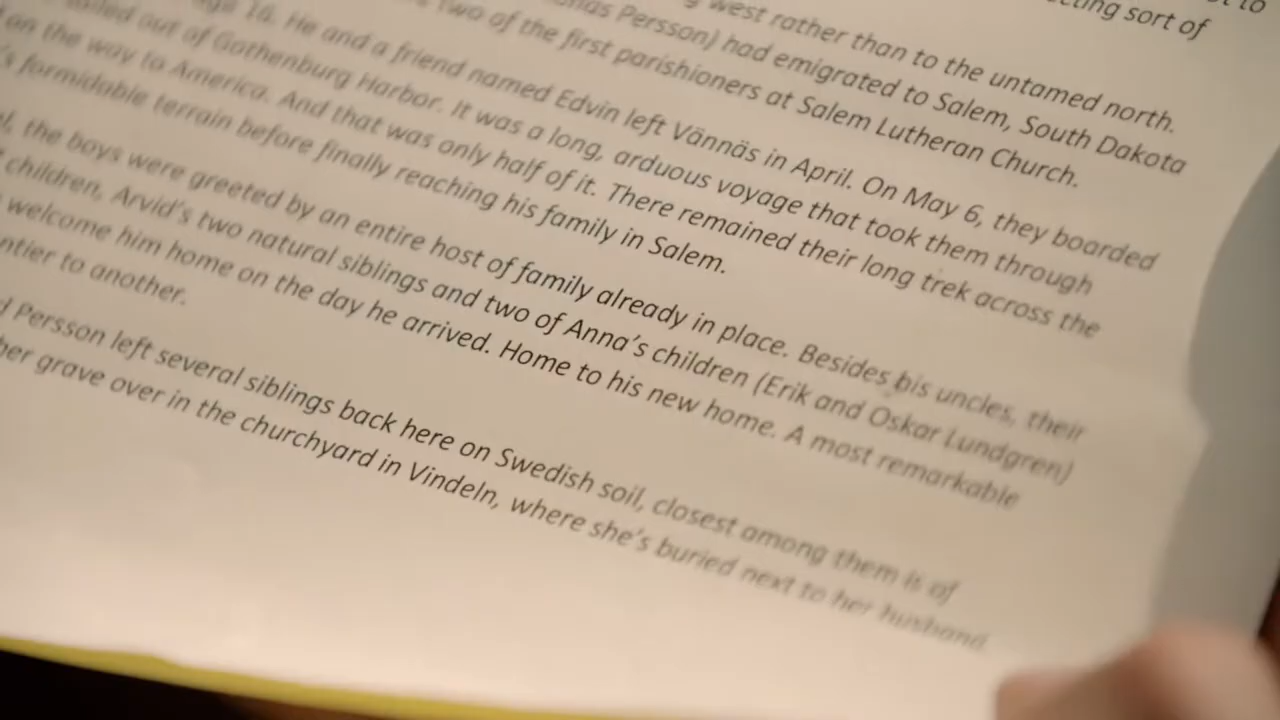 to
cting sort of
west rather than to the untamed north.
Persson) had emigrated to Salem, South Dakota
two of the first parishioners at Salem Lutheran Church.
age 18. He and a friend named Edvin left Vännäs in April. On May 6, they boarded
out of Gothenburg Harbor. It was a long, arduous voyage that took them through
on the way to America. And that was only half of it. There remained their long trek across the
's formidable terrain before finally reaching his family in Salem.
the boys were greeted by an entire host of family already in place. Besides his uncles, their
children, Arvid's two natural siblings and two of Anna's children (Erik and Oskar Lundgren)
welcome him home on the day he arrived. Home to his new home. A most remarkable
ntier to another.
Persson left several siblings back here on Swedish soil, closest among them is of
her grave over in the churchyard in Vindeln, where she's buried next to her husband